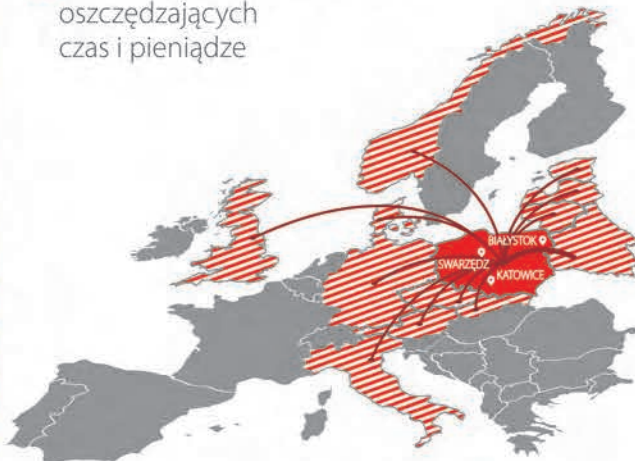 oszczędzających
czas i pieniądze
BIAŁYSTOK
SWARZĘDZ
KATOWICE